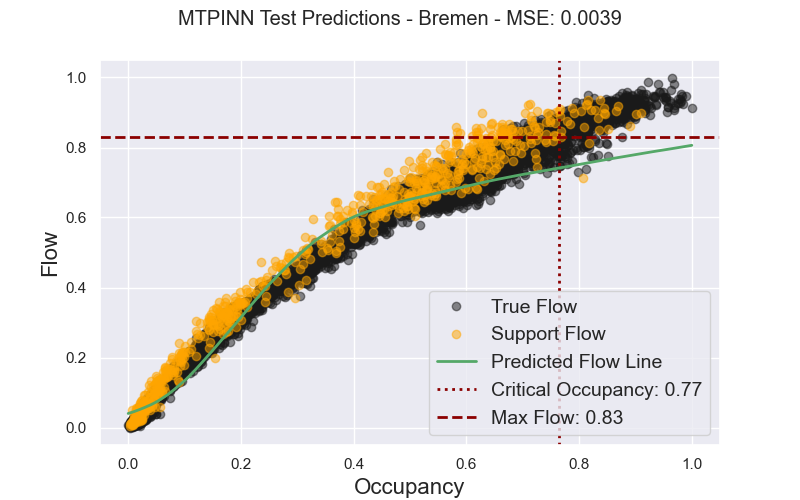 MTPINN Test Predictions - Bremen - MSE: 0.0039
1.0
0.8
0.6
0.4
0.2
0.0
Flow
True Flow
Support Flow
Predicted Flow Line
Critical Occupancy: 0.77
Max Flow: 0.83
0.0 0.2 0.4 0.6 0.8 1.0
Occupancy